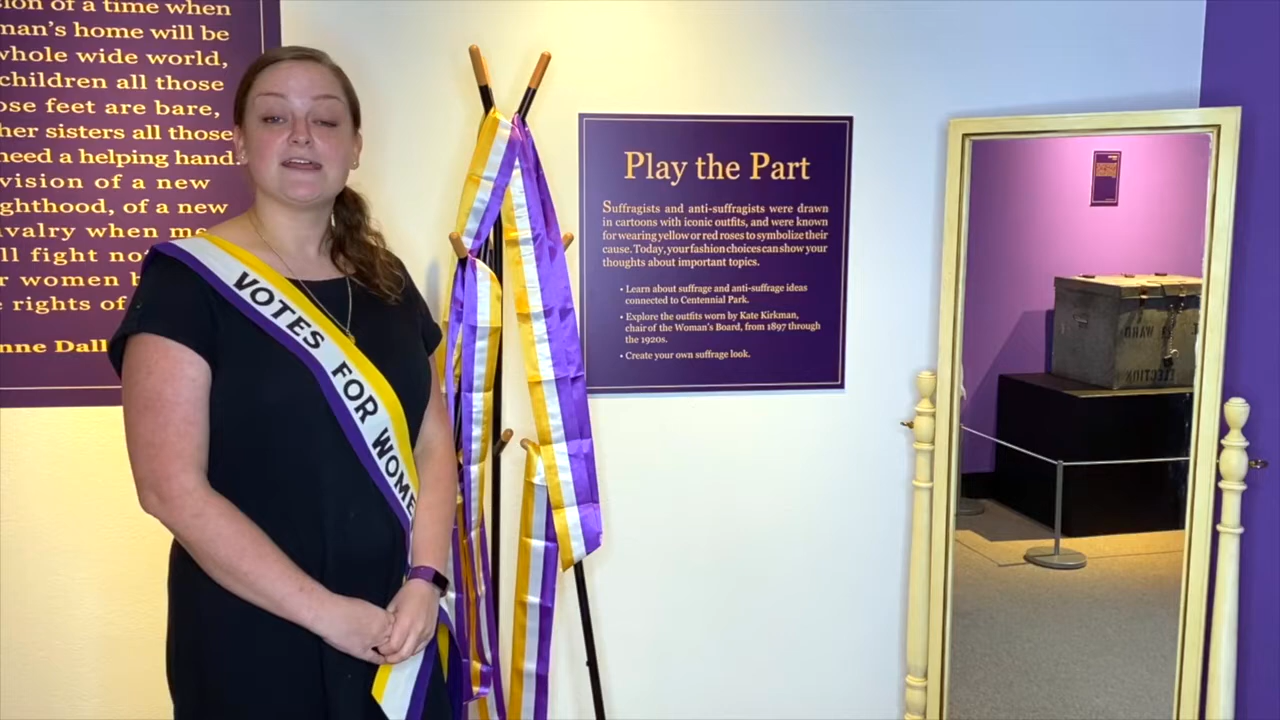 sion of a time when
man's home will be
whole wide world,
children all those
ose feet are bare,
her sisters all those
need a helping hand.
vision of a new
ghthood, of a new
valry when me
ll fight not
r women b
e rights of
nne Dall
VOTES FOR WOME
Play the Part
Suffragists and anti-suffragists were drawn
in cartoons with iconic outfits, and were known
for wearing yellow or red roses to symbolize their
cause. Today, your fashion choices can show your
thoughts about important topics.
• Learn about suffrage and anti-suffrage ideas
connected to Centennial Park.
• Explore the outfits worn by Kate Kirkman,
chair of the Woman's Board, from 1897 through
the 1920s.
• Create your own suffrage look.
WARD
ELECTION